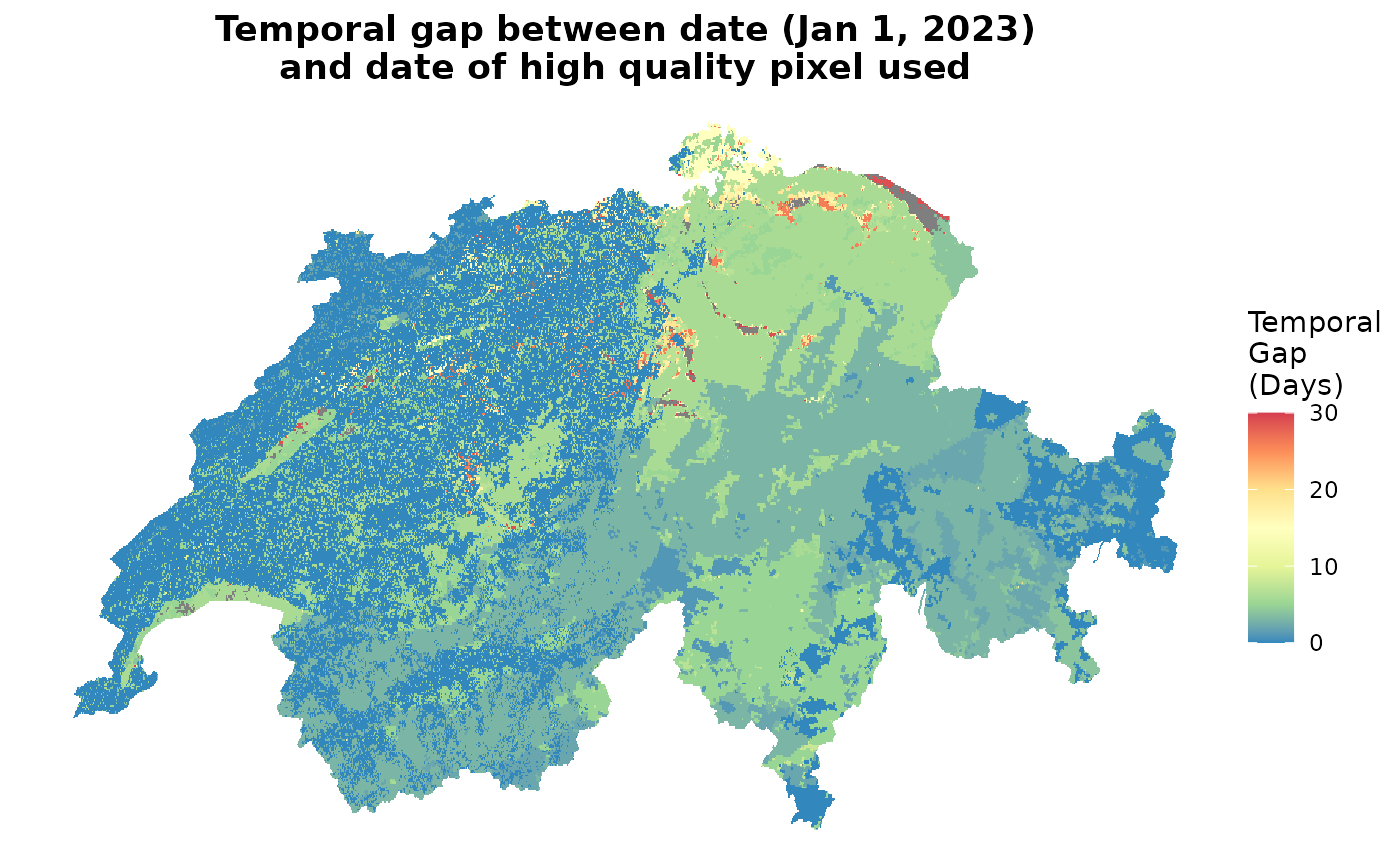 Temporal gap between date (Jan 1, 2023)
and date of high quality pixel used
Temporal
Gap
(Days)
30
20
10
0